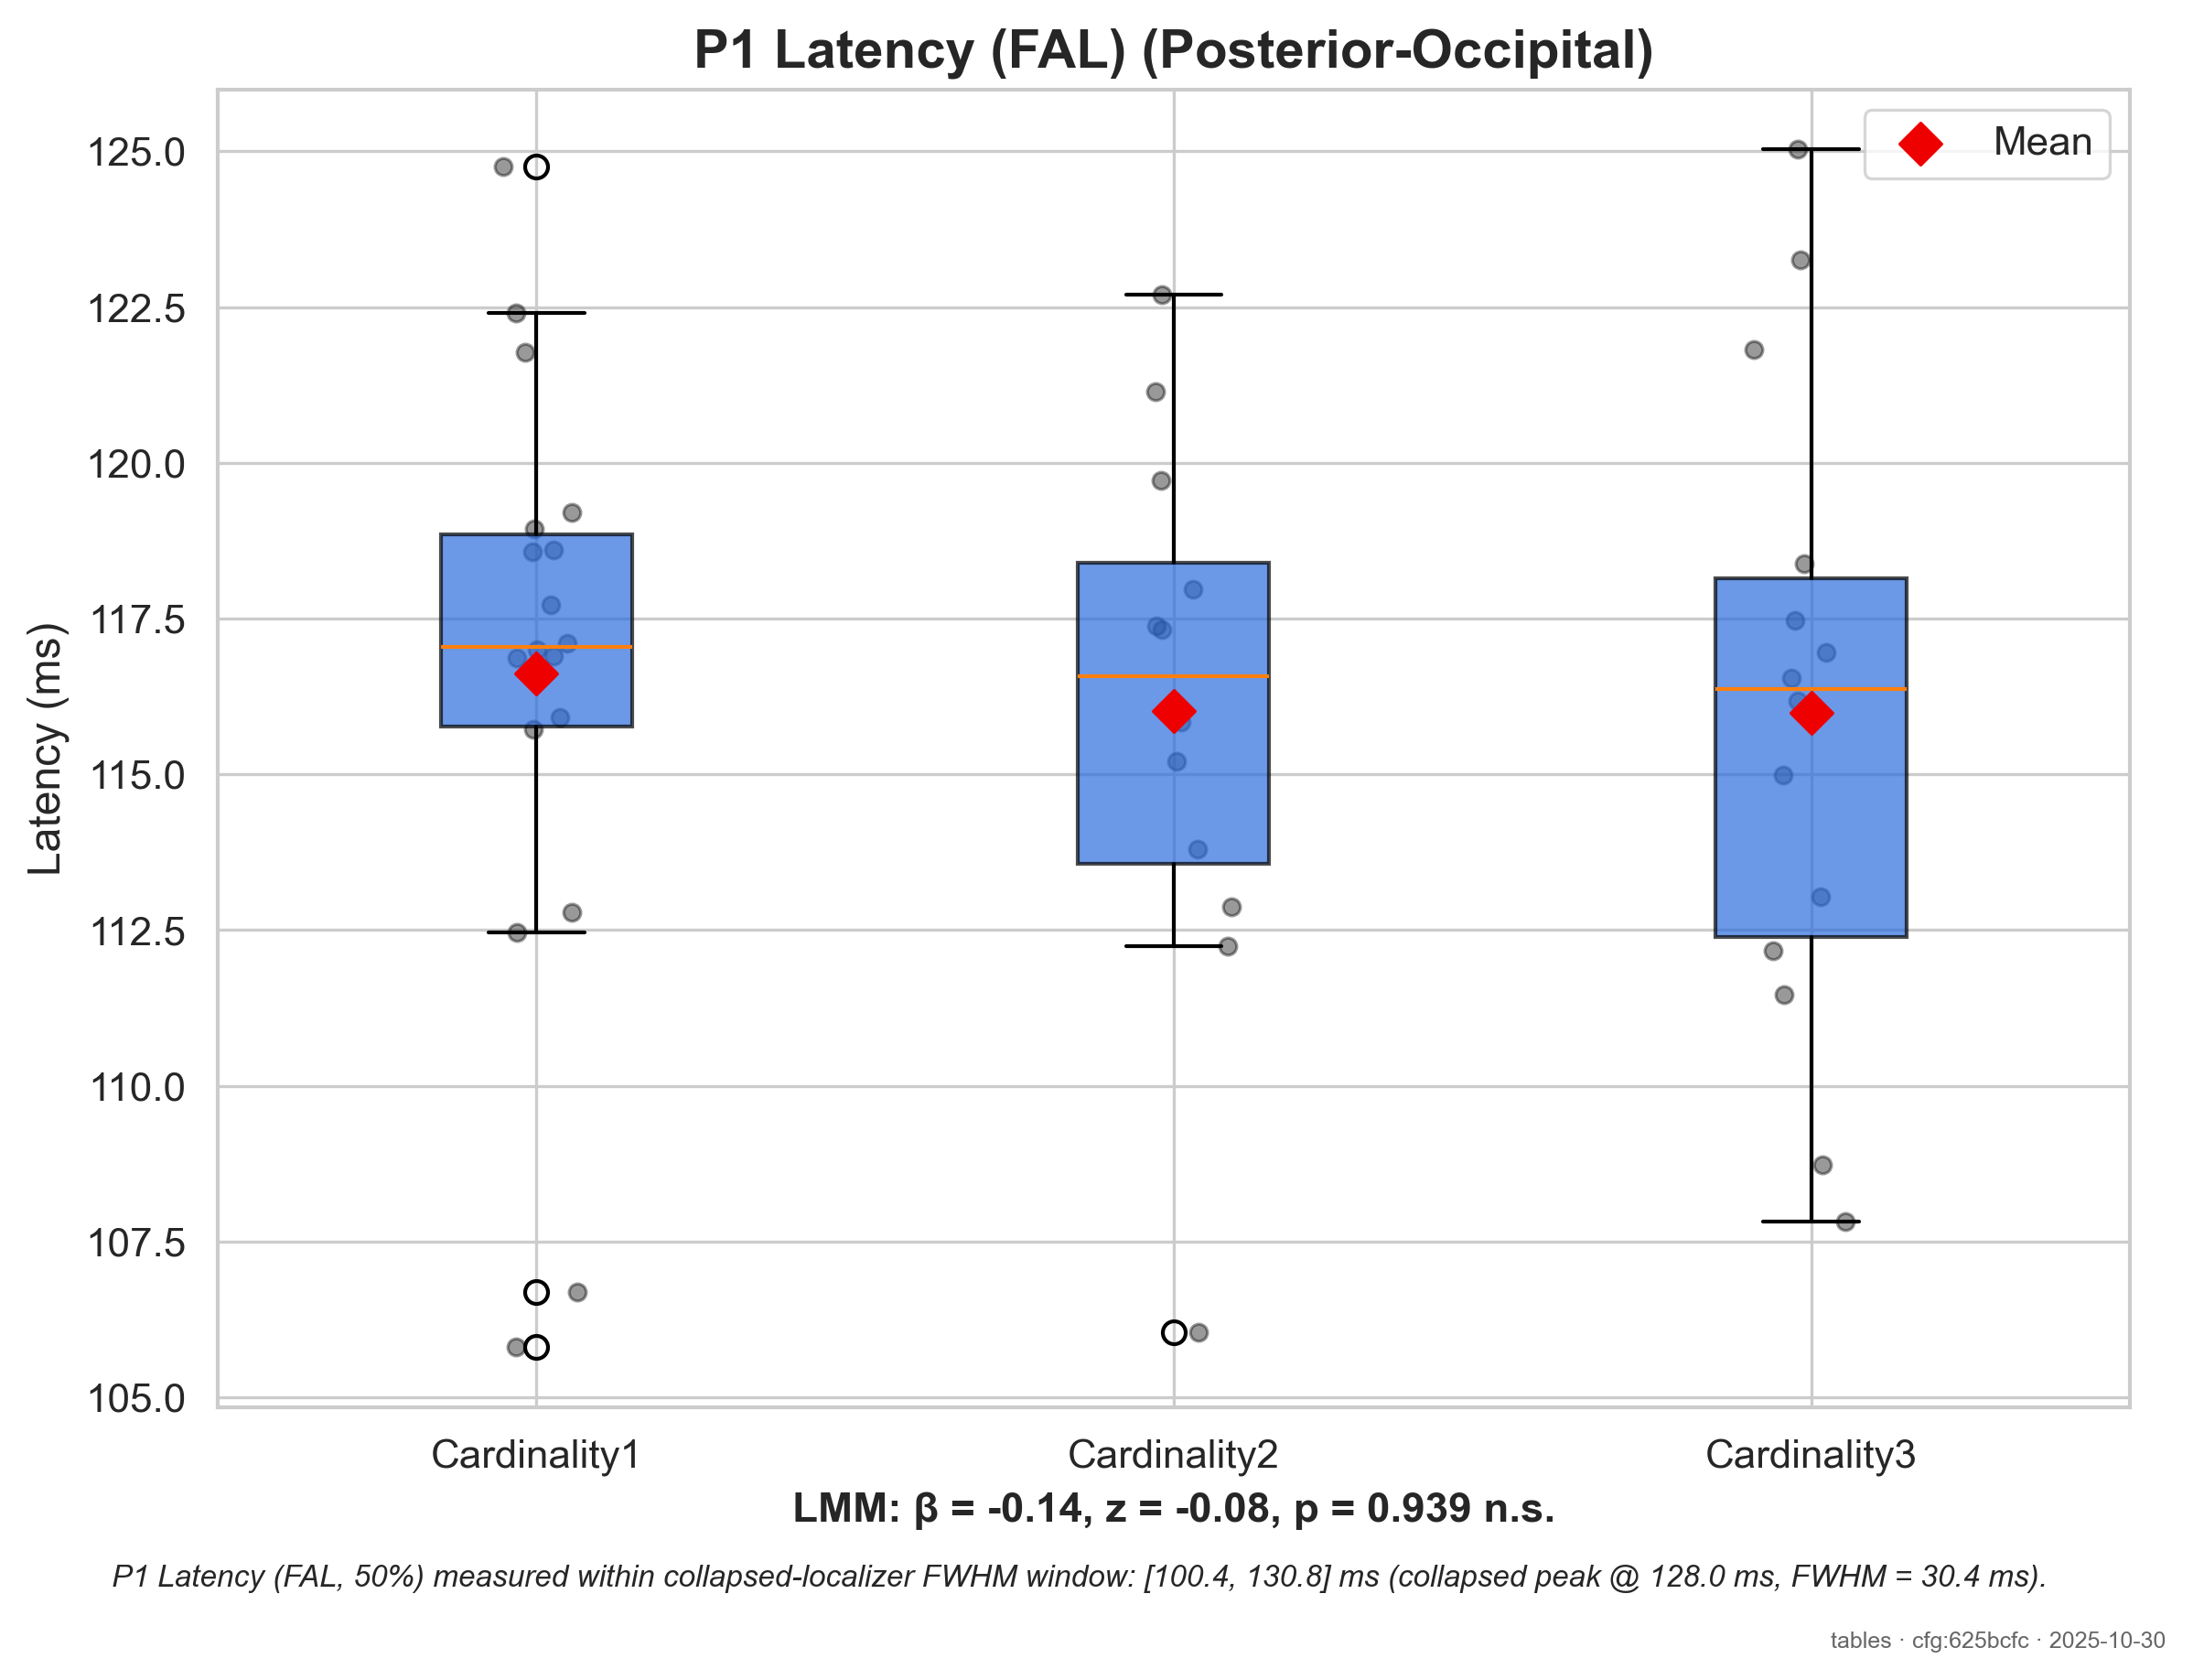 P1 Latency (FAL) (Posterior-Occipital)
Mean
Latency (ms)
125.0
122.5
120.0
117.5
115.0
112.5
110.0
107.5
105.0
Cardinality1 Cardinality2 Cardinality3
LMM: β = -0.14, z = -0.08, p = 0.939 n.s.
P1 Latency (FAL, 50%) measured within collapsed-localizer FWHM window: [100.4, 130.8] ms (collapsed peak @ 128.0 ms, FWHM = 30.4 ms).
tables · cfg:625bcfc · 2025-10-30